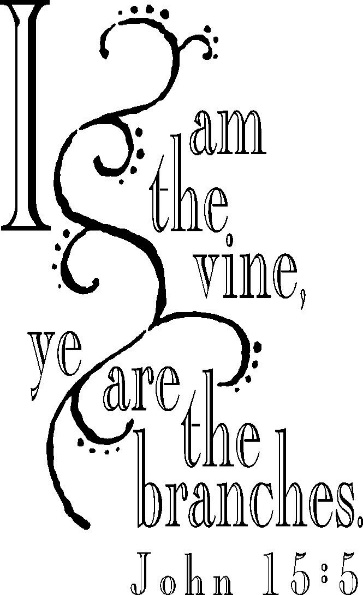 I am
the
vine,
ye are
the
branches.
John 15:5